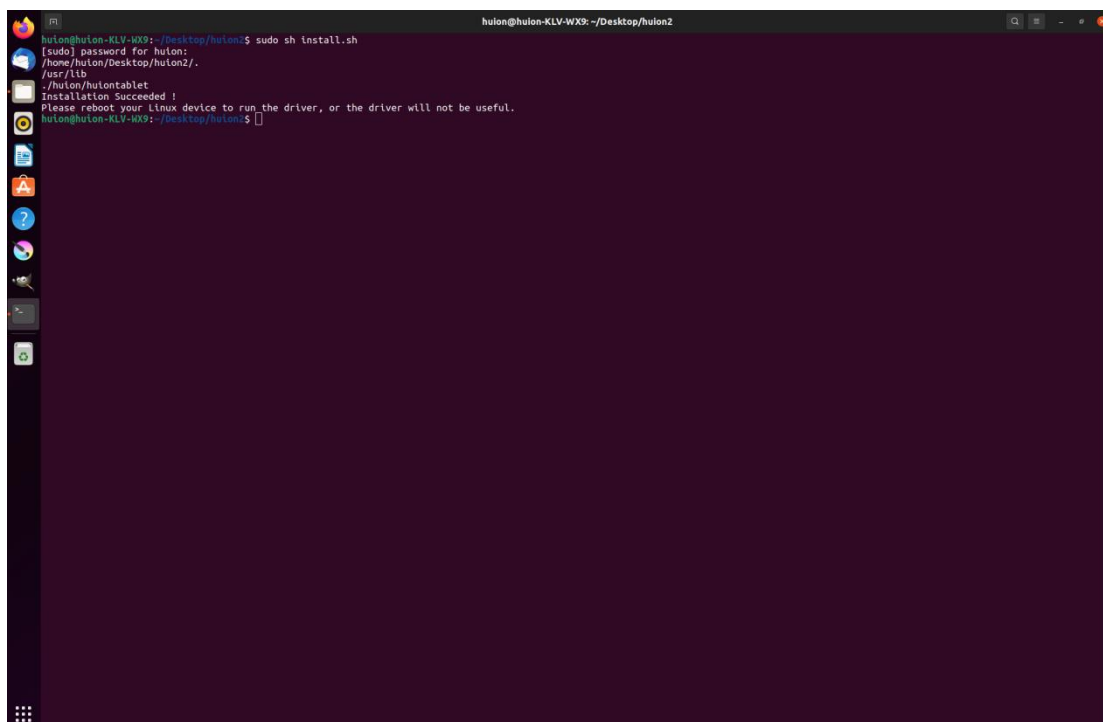 huion@huion-KLV-WX9: ~/Desktop/huion2
huion@huion-KLV-WX9:~/Desktop/huion2$ sudo sh install.sh
[sudo] password for huion:
/home/huion/Desktop/huion2/.
/usr/lib
./huion/huiontablet
Installation Succeeded !
Please reboot your Linux device to run the driver, or the driver will not be useful.
huion@huion-KLV-WX9:~/Desktop/huion2$